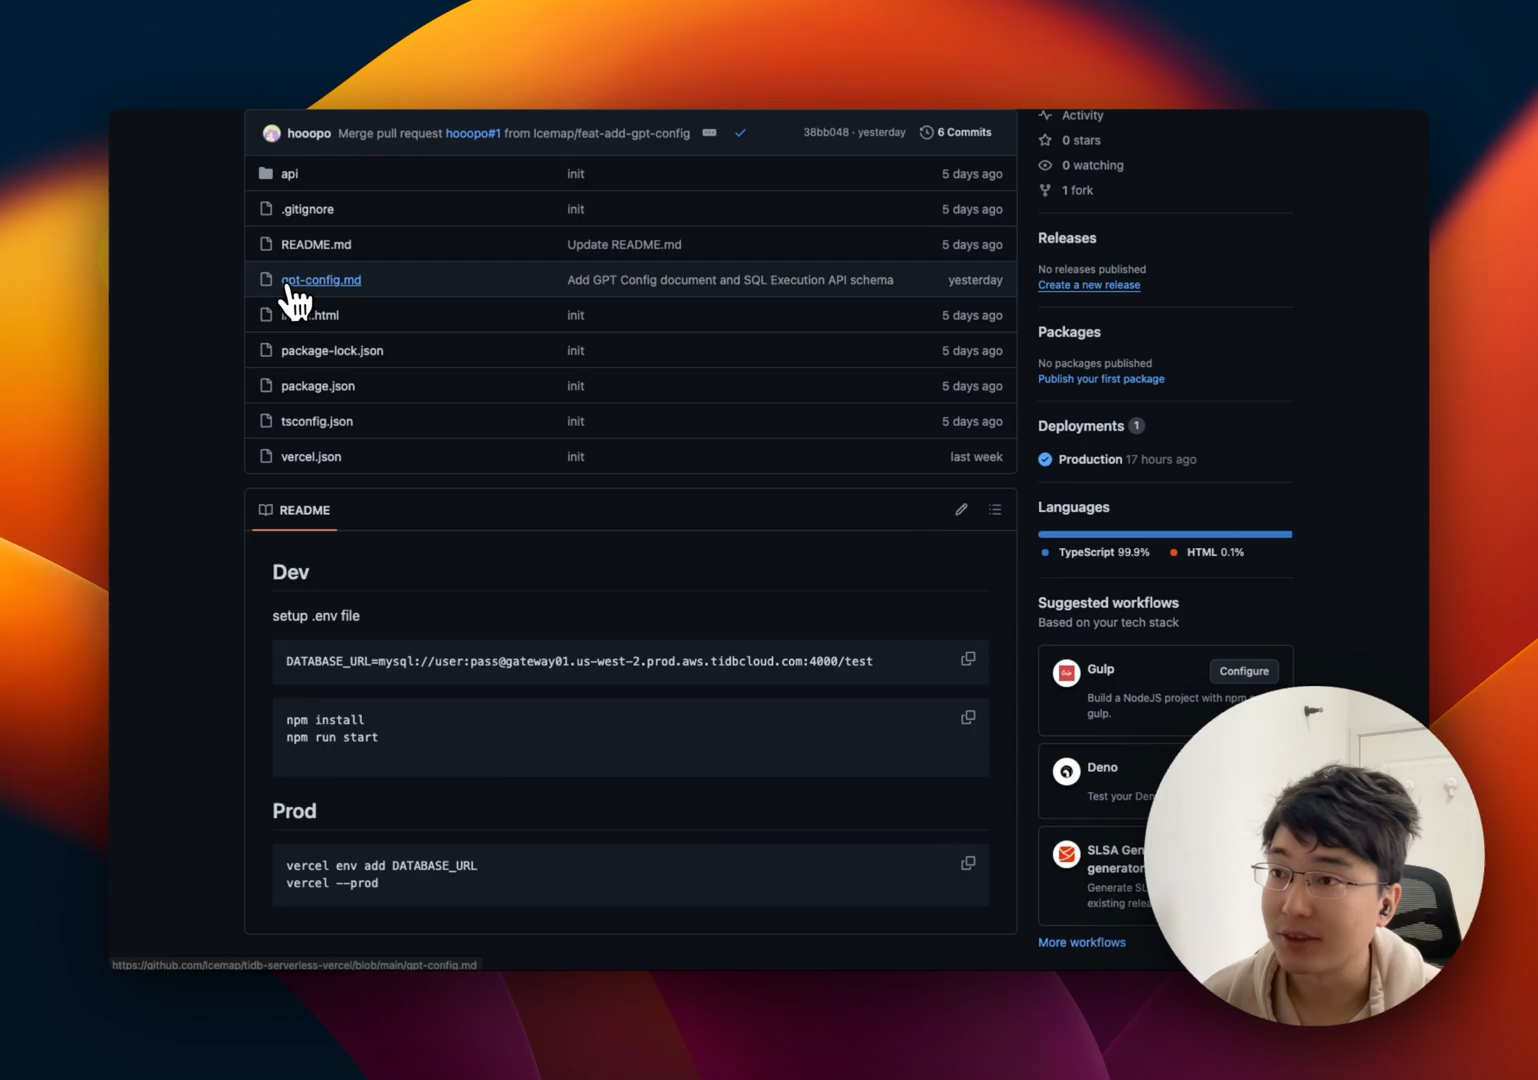 hooopo Merge pull request hooopo#1 from Icemap/feat-add-gpt-config 38bb048 · yesterday 6 Commits
api init 5 days ago
.gitignore init 5 days ago
README.md Update README.md 5 days ago
gpt-config.md Add GPT Config document and SQL Execution API schema yesterday
.html init 5 days ago
package-lock.json init 5 days ago
package.json init 5 days ago
tsconfig.json init 5 days ago
vercel.json init last week
README
Dev
setup .env file
DATABASE_URL=mysql://user:pass@gateway01.us-west-2.prod.aws.tidbcloud.com:4000/test
npm install
npm run start
Prod
vercel env add DATABASE_URL
vercel --prod
Activity
0 stars
0 watching
1 fork
Releases
No releases published
Create a new release
Packages
No packages published
Publish your first package
Deployments 1
Production 17 hours ago
Languages
TypeScript 99.9% HTML 0.1%
Suggested workflows
Based on your tech stack
Gulp Configure
Build a NodeJS project with npm
gulp.
Deno
Test your
SLSA
generator
Generate
existing
More workflows
https://github.com/Icemap/tidb-serverless-vercel/blob/main/gpt-config.md